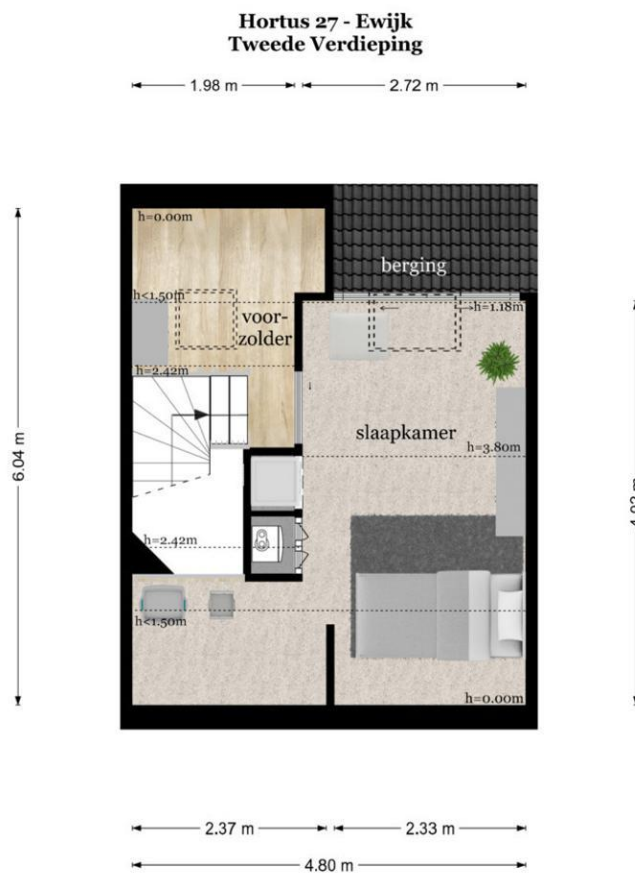 Hortus 27 - Ewijk
Tweede Verdieping
1.98 m
2.72 m
h=0.00m
berging
h<1.50m
h=1.18m
voor-
zolder
h=2.42m
slaapkamer
h=3.80m
6.04 m
h=2.42m
h<1.50m
h=0.00m
2.37 m
2.33 m
4.80 m